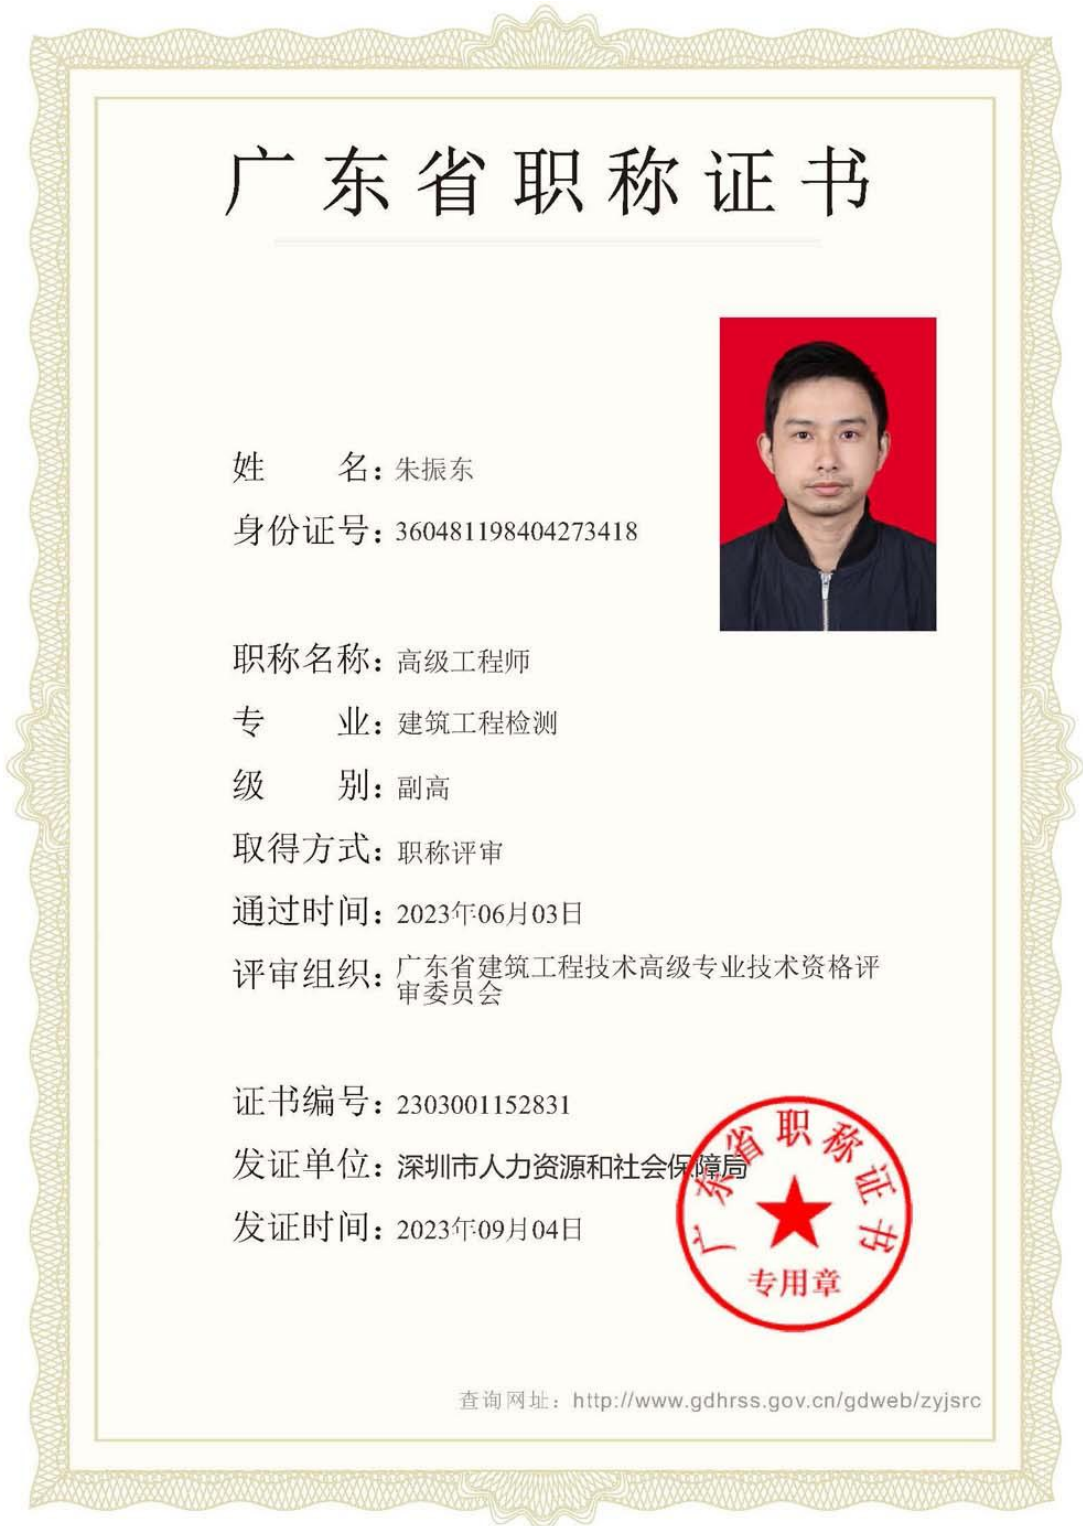 广东省职称证书
姓名：朱振东
身份证号：360481198404273418
职称名称：高级工程师
专业：建筑工程检测
级别：副高
取得方式：职称评审
通过时间：2023年06月03日
评审组织：广东省建筑工程技术高级专业技术资格评
审委员会
证书编号：2303001152831
发证单位：深圳市人力资源和社会保障局
发证时间：2023年09月04日
广东省职称证书
专用章
查询网址：http://www.gdhrss.gov.cn/gdweb/zyjsrc